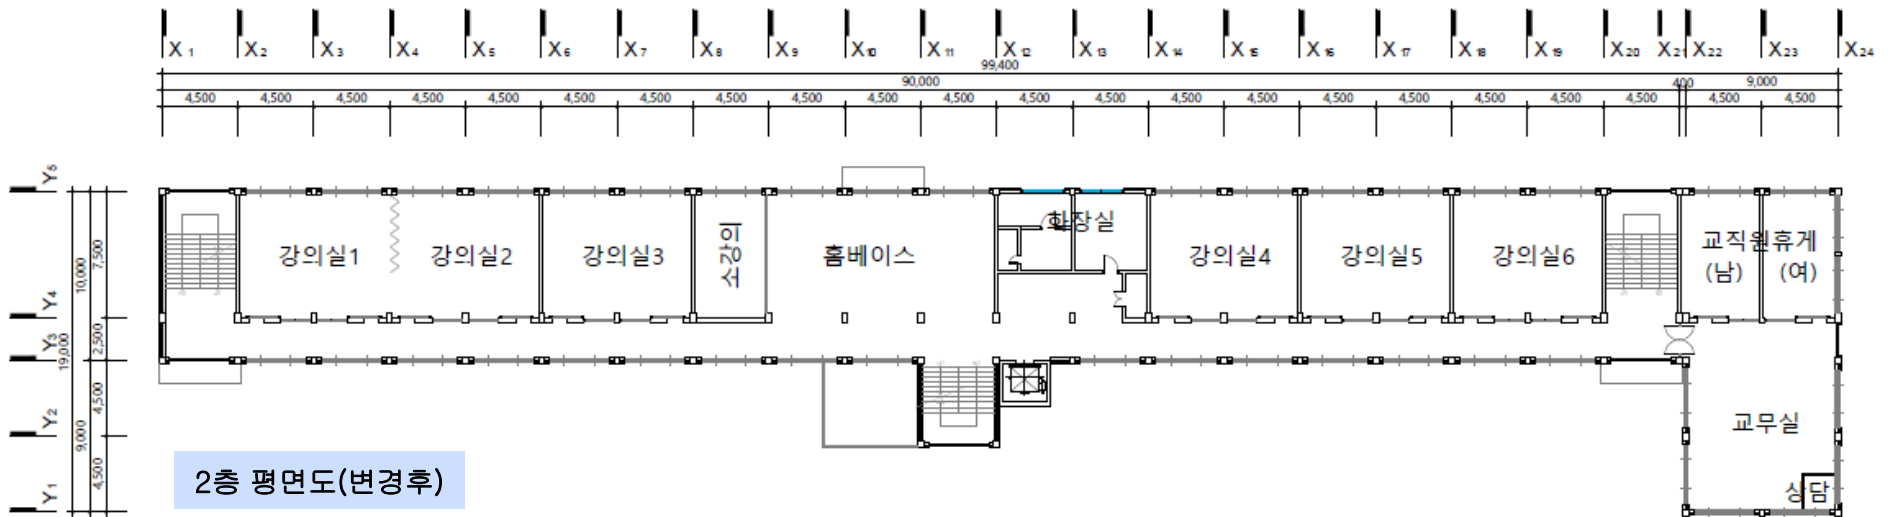 X1 X2 X3 X4 X5 X6 X7 X8 X9 X10 X11 X12 X13 X14 X15 X16 X17 X18 X19 X20 X21 X22 X23 X24
99,400
90,000 400 9,000
4,500 4,500 4,500 4,500 4,500 4,500 4,500 4,500 4,500 4,500 4,500 4,500 4,500 4,500 4,500 4,500 4,500 4,500 4,500 4,500 4,500 4,500
Y5
Y4
Y3
Y2
Y1
19,000
10,000
9,000
7,500
2,500
4,500
4,500
화장실
강의실1 강의실2 강의실3 소강의 홈베이스 강의실4 강의실5 강의실6
교직원휴게
(남) (여)
교무실
상담
2층 평면도(변경후)